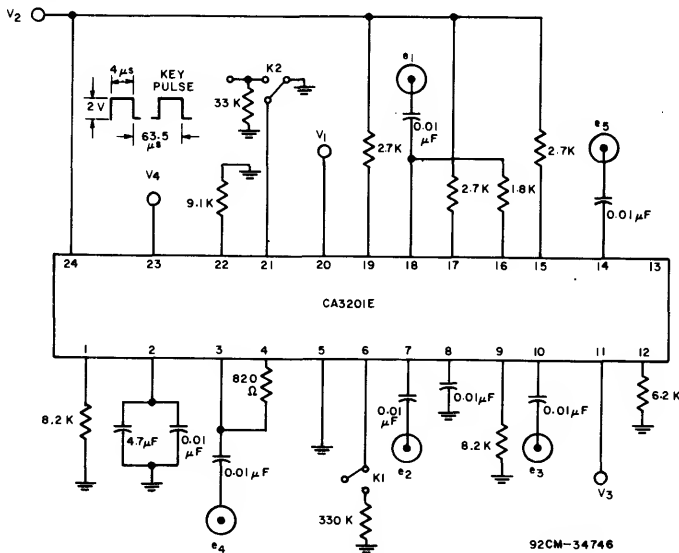 V2
4 μs
KEY PULSE
2 V
63.5 μs
K2
33 K
e1
0.01 μF
V1
2.7K
2.7K
1.8K
2.7K
e5
0.01μF
V4
9.1K
24 23 22 21 20 19 18 17 16 15 14 13
CA3201E
1 2 3 4 5 6 7 8 9 10 11 12
8.2 K
4.7μF
0.01 μF
820 Ω
0.01μF
e4
K1
330 K
0.01 μF
e2
0.01μF
8.2K
0.01μF
e3
V3
6.2 K
92CM-34746